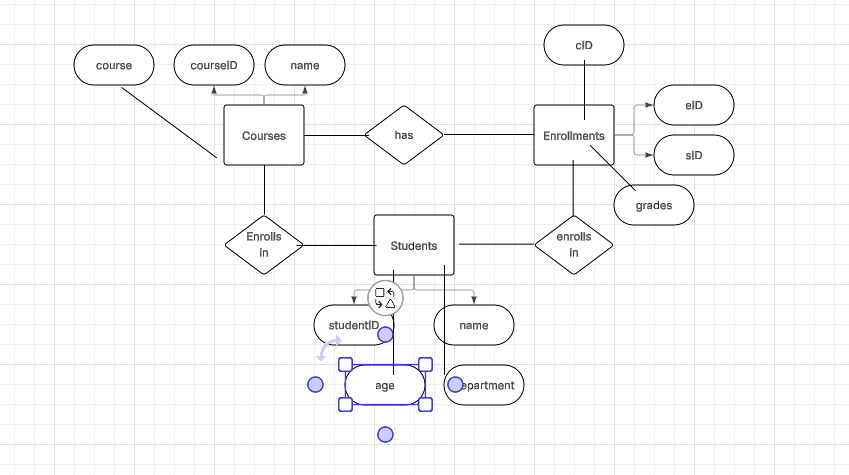 cID
course
courseID
name
eID
Courses
has
Enrollments
sID
grades
Enrolls
in
Students
enrolls
in
studentID
name
age
epartment